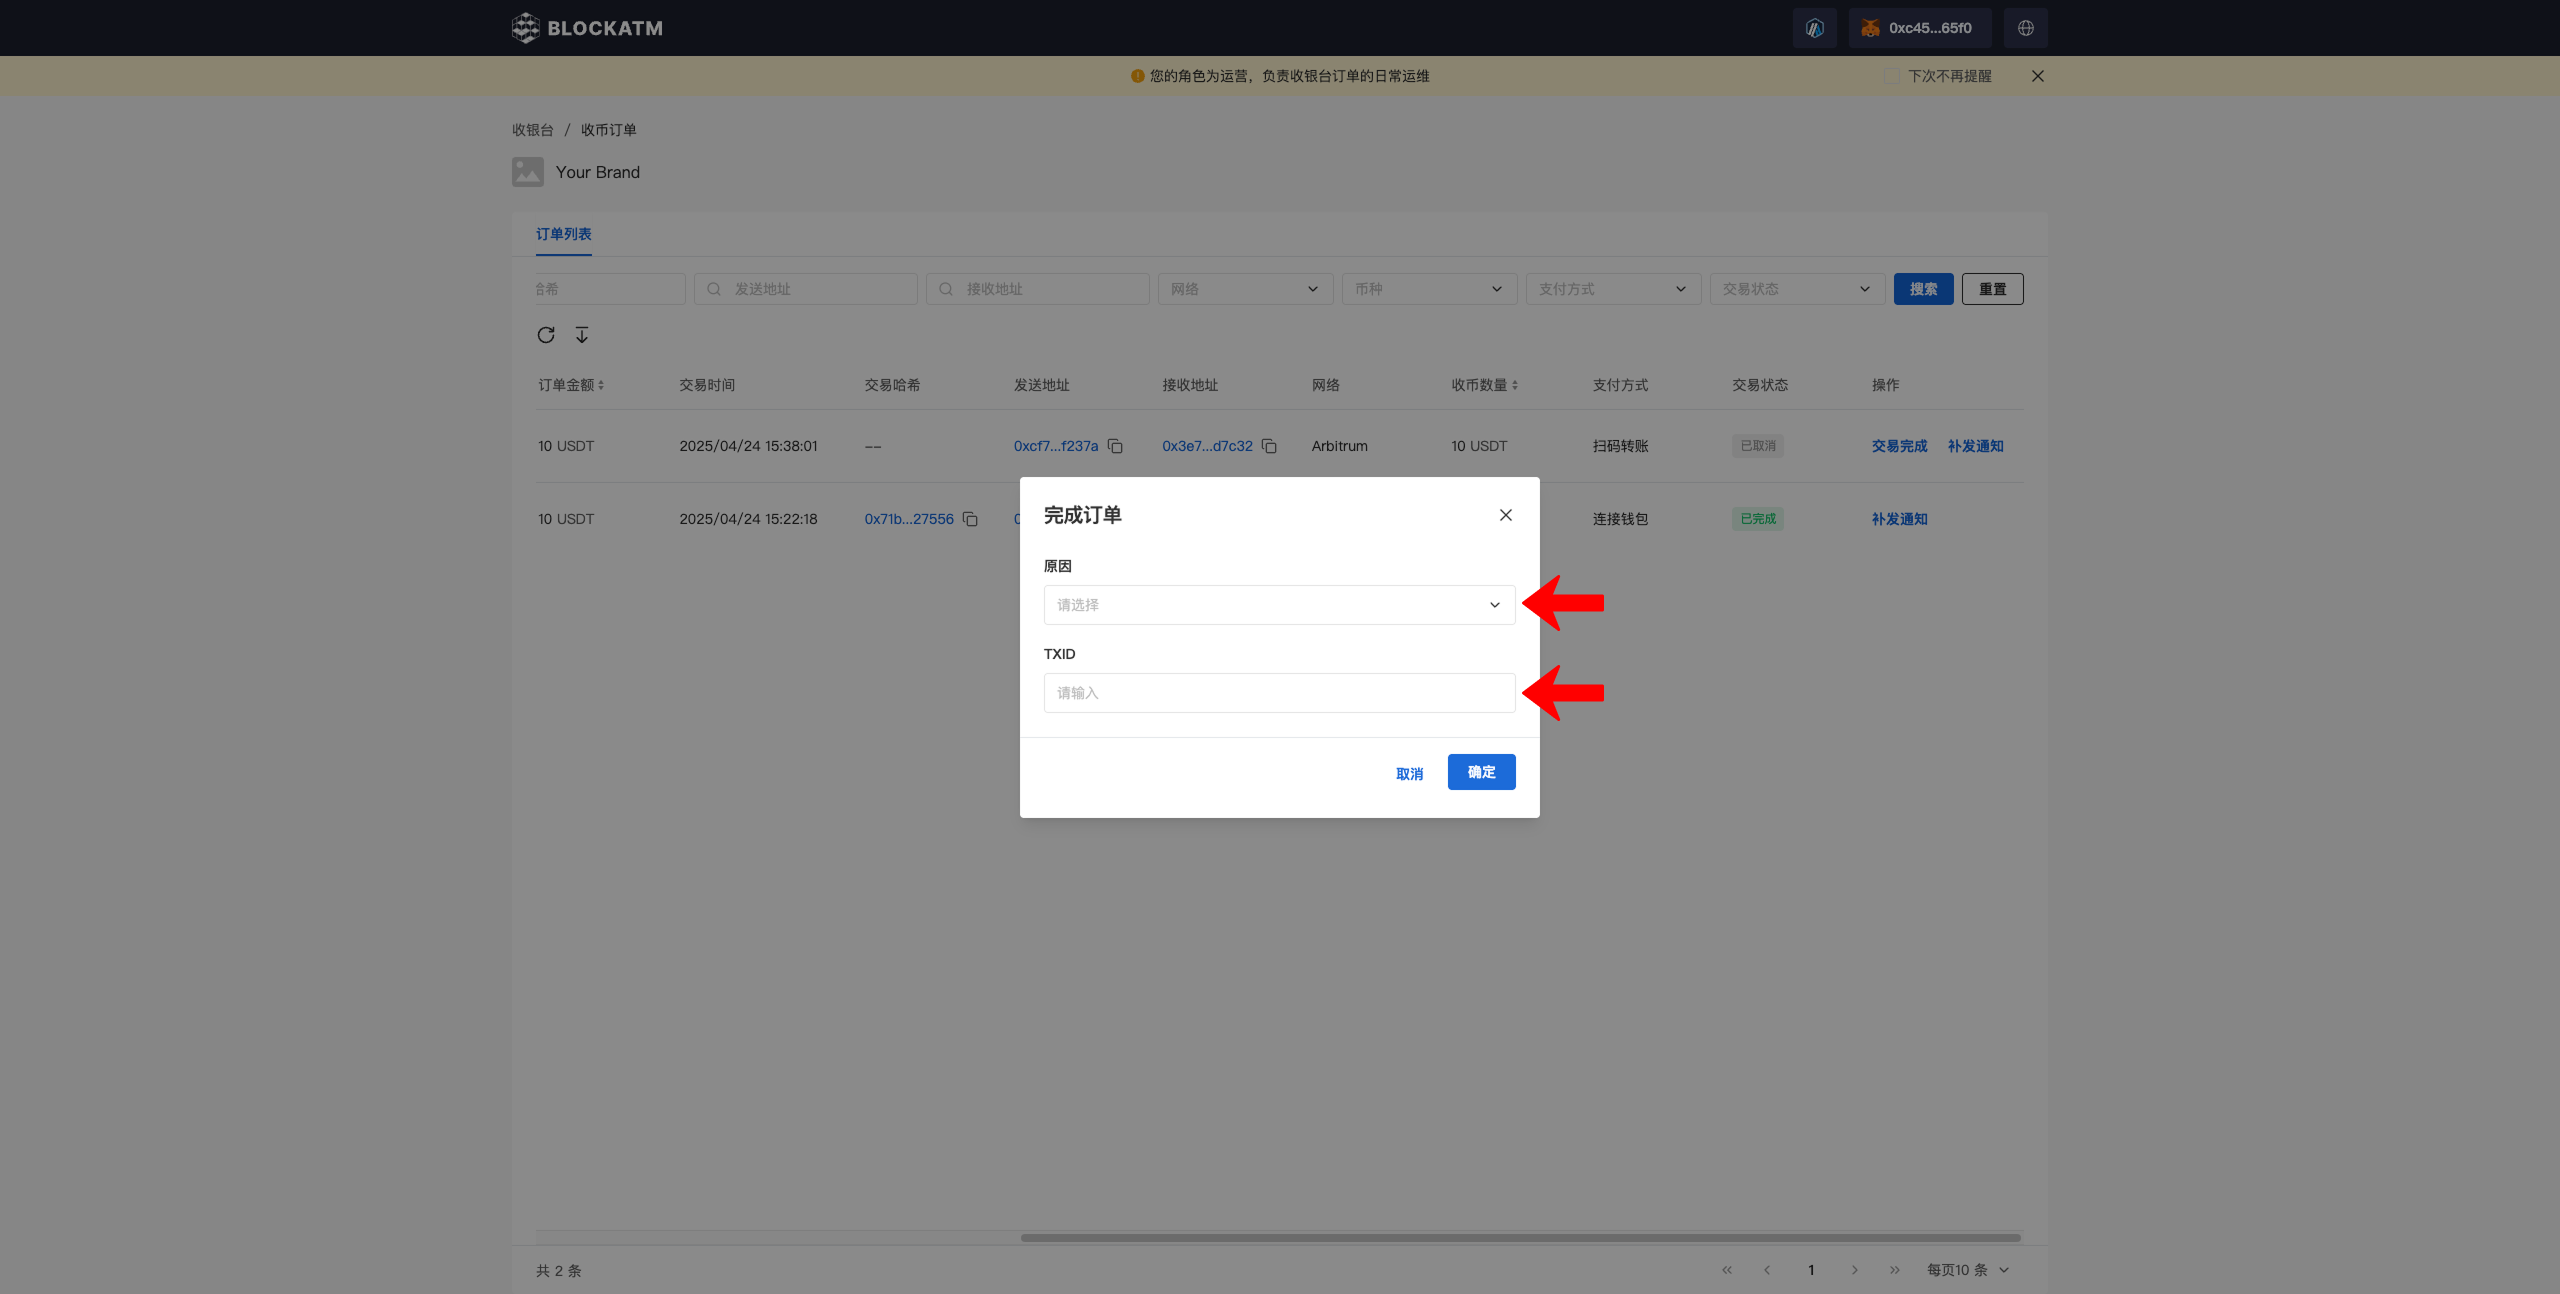 BLOCKATM
0xc45...65f0
您的角色为运营，负责收银台订单的日常运维
下次不再提醒
收银台 / 收币订单
Your Brand
订单列表
哈希
发送地址
接收地址
网络
币种
支付方式
交易状态
搜索
重置
订单金额 交易时间 交易哈希 发送地址 接收地址 网络 收币数量 支付方式 交易状态 操作
10 USDT 2025/04/24 15:38:01 -- 0xcf7...f237a 0x3e7...d7c32 Arbitrum 10 USDT 扫码转账 已取消 交易完成 补发通知
10 USDT 2025/04/24 15:22:18 0x71b...27556 连接钱包 已完成 补发通知
完成订单
原因
请选择
TXID
请输入
取消 确定
共 2 条
1
每页10 条